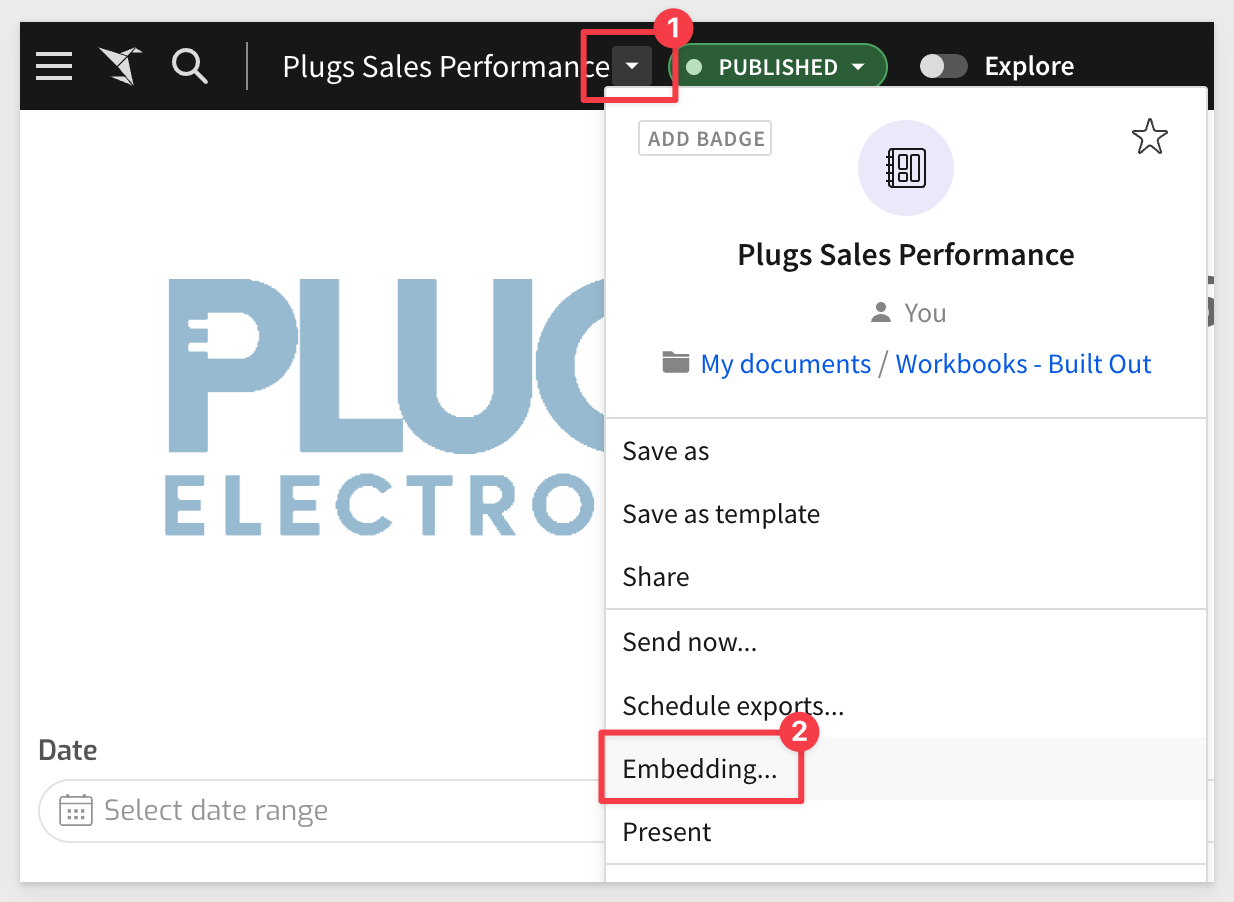 Plugs Sales Performance
1
PUBLISHED
Explore
ADD BADGE
Plugs Sales Performance
You
My documents / Workbooks - Built Out
Save as
Save as template
Share
Send now...
Schedule exports...
2
Embedding...
Present
PLUG
ELECTRO
Date
Select date range